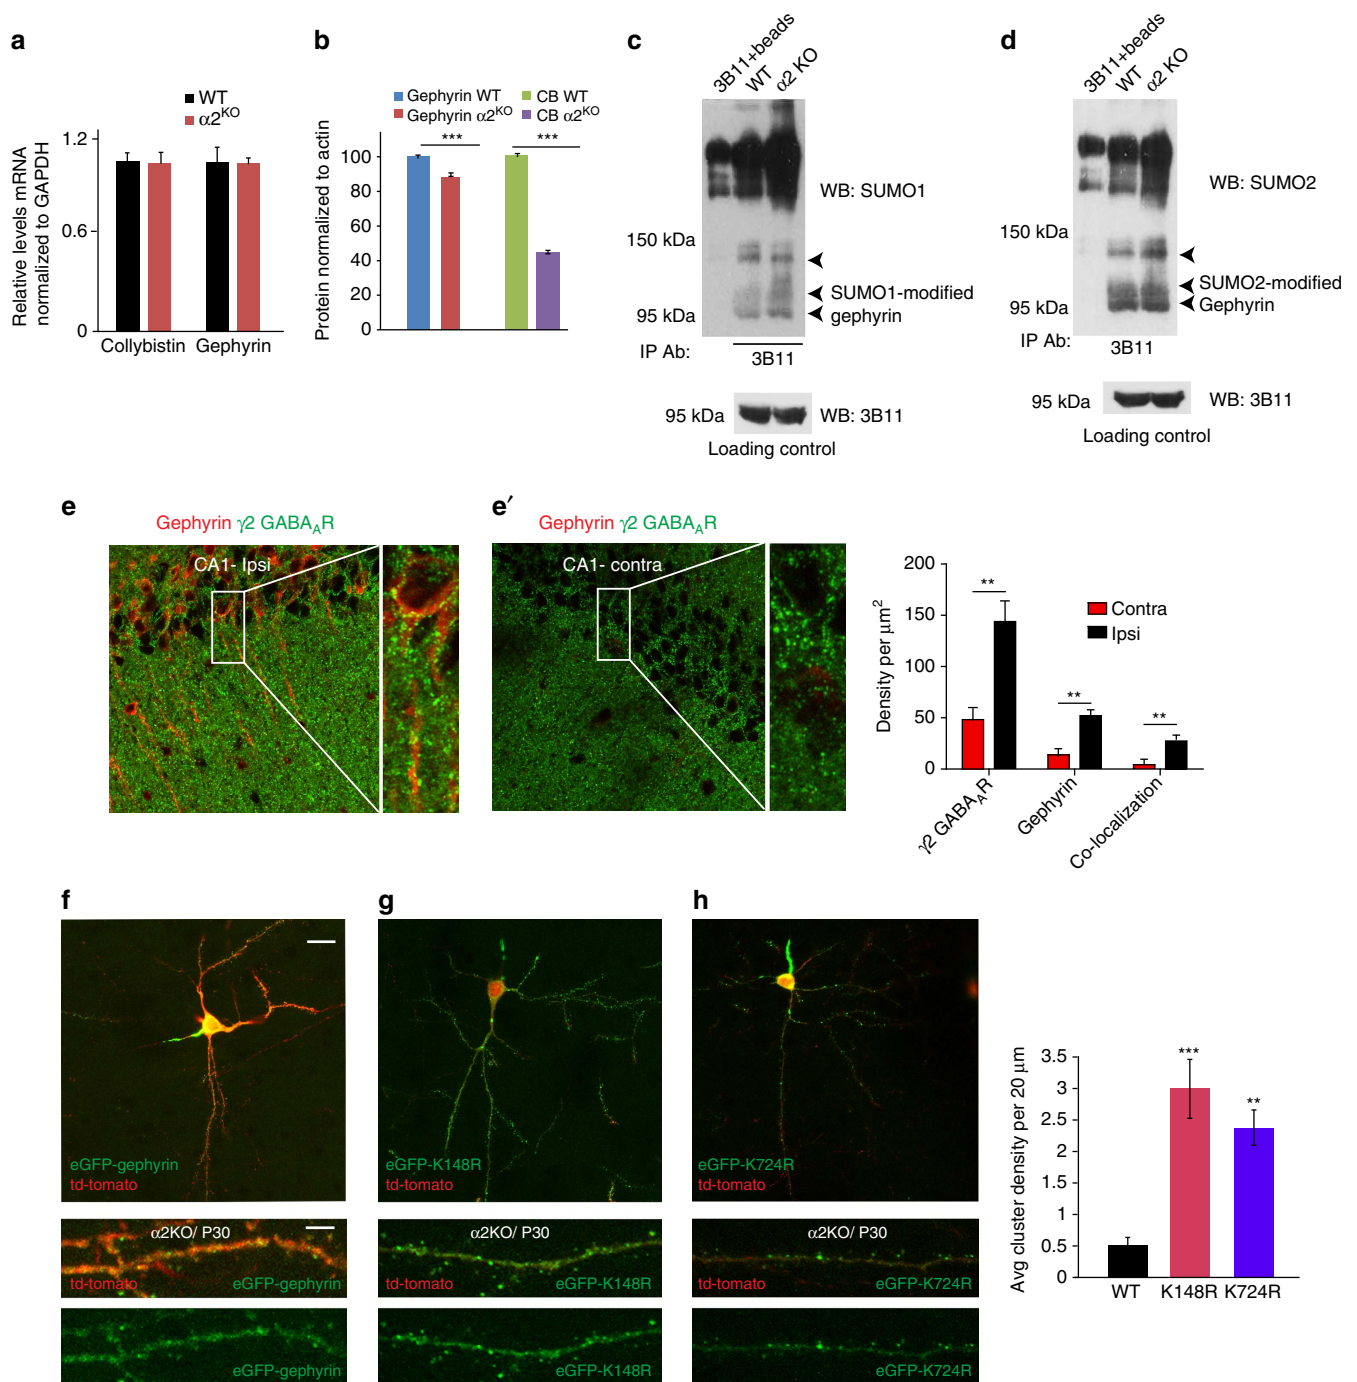 a
WT
α2KO
Relative levels mRNA
normalized to GAPDH
1.2
0.6
0
Collybistin
Gephyrin
b
Gephyrin WT
Gephyrin α2KO
CB WT
CB α2KO
Protein normalized to actin
100
80
60
40
20
0
***
***
c
3B11+beads
WT
α2 KO
WB: SUMO1
150 kDa
SUMO1-modified
gephyrin
95 kDa
IP Ab:
3B11
95 kDa
WB: 3B11
Loading control
d
3B11+beads
WT
α2 KO
WB: SUMO2
150 kDa
SUMO2-modified
Gephyrin
95 kDa
IP Ab:
3B11
95 kDa
WB: 3B11
Loading control
e
Gephyrin γ2 GABAAR
CA1- Ipsi
e′
Gephyrin γ2 GABAAR
CA1- contra
Density per μm2
200
150
100
50
0
**
**
**
Contra
Ipsi
γ2 GABAAR
Gephyrin
Co-localization
f
eGFP-gephyrin
td-tomato
α2KO/ P30
td-tomato
eGFP-gephyrin
eGFP-gephyrin
g
eGFP-K148R
td-tomato
α2KO/ P30
td-tomato
eGFP-K148R
eGFP-K148R
h
eGFP-K724R
td-tomato
α2KO/ P30
td-tomato
eGFP-K724R
eGFP-K724R
Avg cluster density per 20 μm
3.5
3
2.5
2
1.5
1
0.5
0
***
**
WT
K148R
K724R